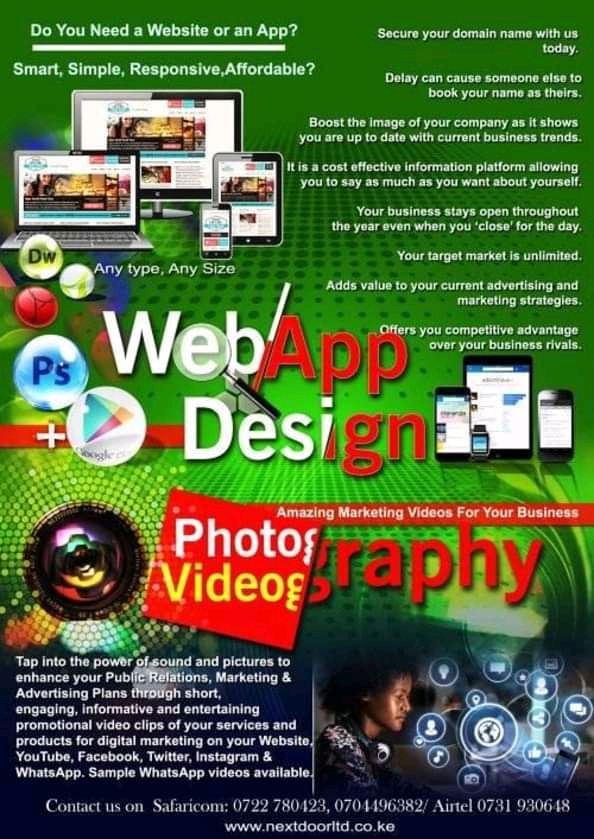 Do You Need a Website or an App?
Smart, Simple, Responsive,Affordable?
Secure your domain name with us
today.
Delay can cause someone else to
book your name as theirs.
Boost the image of your company as it shows
you are up to date with current business trends.
It is a cost effective information platform allowing
you to say as much as you want about yourself.
Your business stays open throughout
the year even when you ‘close’ for the day.
Your target market is unlimited.
Adds value to your current advertising and
marketing strategies.
Offers you competitive advantage
over your business rivals.
Dw
Any type, Any Size
Web/App
Design
Ps
+
Google
Amazing Marketing Videos For Your Business
Photog
Videography
Tap into the power of sound and pictures to
enhance your Public Relations, Marketing &
Advertising Plans through short,
engaging, informative and entertaining
promotional video clips of your services and
products for digital marketing on your Website,
YouTube, Facebook, Twitter, Instagram &
WhatsApp. Sample WhatsApp videos available.
Contact us on Safaricom: 0722 780423, 0704496382/ Airtel 0731 930648
www.nextdoorltd.co.ke